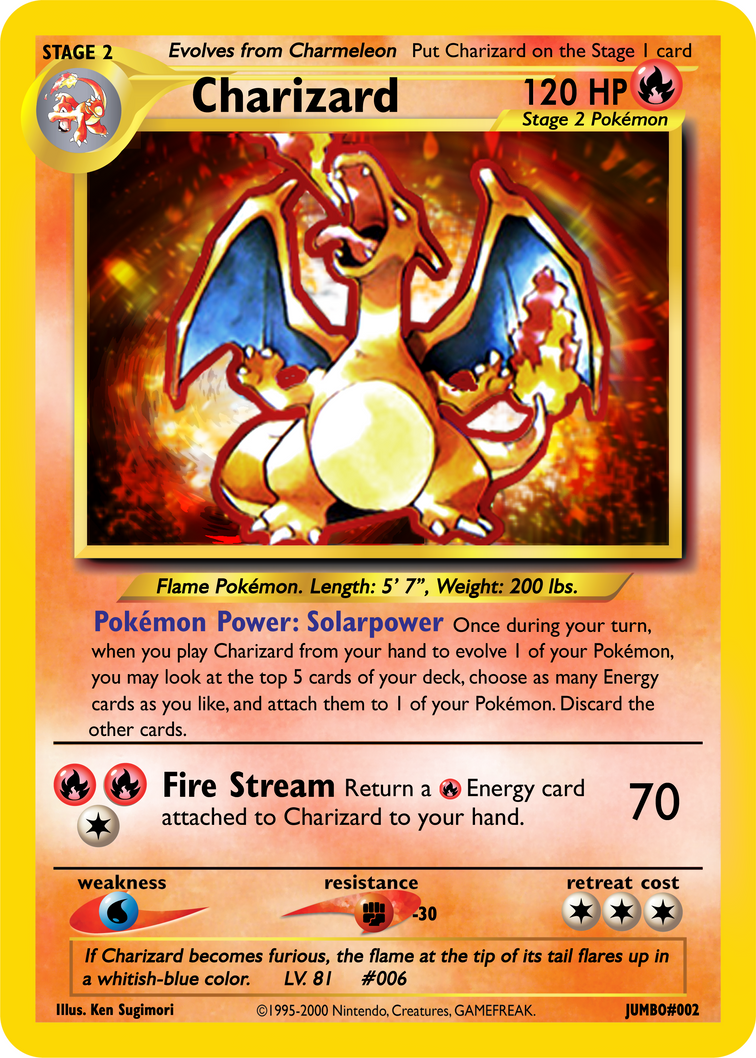 STAGE 2 Evolves from Charmeleon Put Charizard on the Stage 1 card
Charizard 120 HP
Stage 2 Pokémon
Flame Pokémon. Length: 5’ 7”, Weight: 200 lbs.
Pokémon Power: Solarpower Once during your turn,
when you play Charizard from your hand to evolve 1 of your Pokémon,
you may look at the top 5 cards of your deck, choose as many Energy
cards as you like, and attach them to 1 of your Pokémon. Discard the
other cards.
Fire Stream Return a Energy card
attached to Charizard to your hand.
70
weakness resistance retreat cost
-30
If Charizard becomes furious, the flame at the tip of its tail flares up in
a whitish-blue color. LV. 81 #006
Illus. Ken Sugimori ©1995-2000 Nintendo, Creatures, GAMEFREAK. JUMBO#002